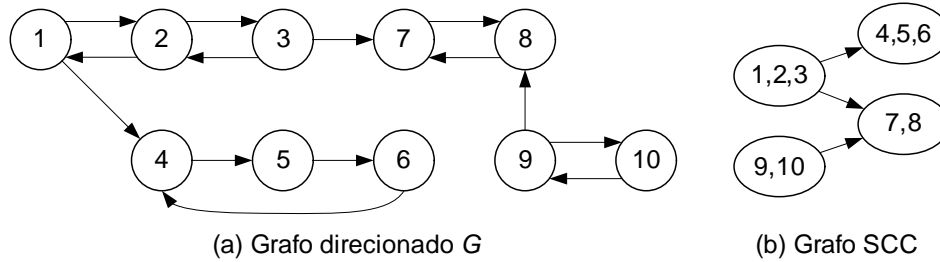 1 2 3 7 8
4 5 6 9 10
4,5,6
1,2,3
7,8
9,10
(a) Grafo direcionado G
(b) Grafo SCC